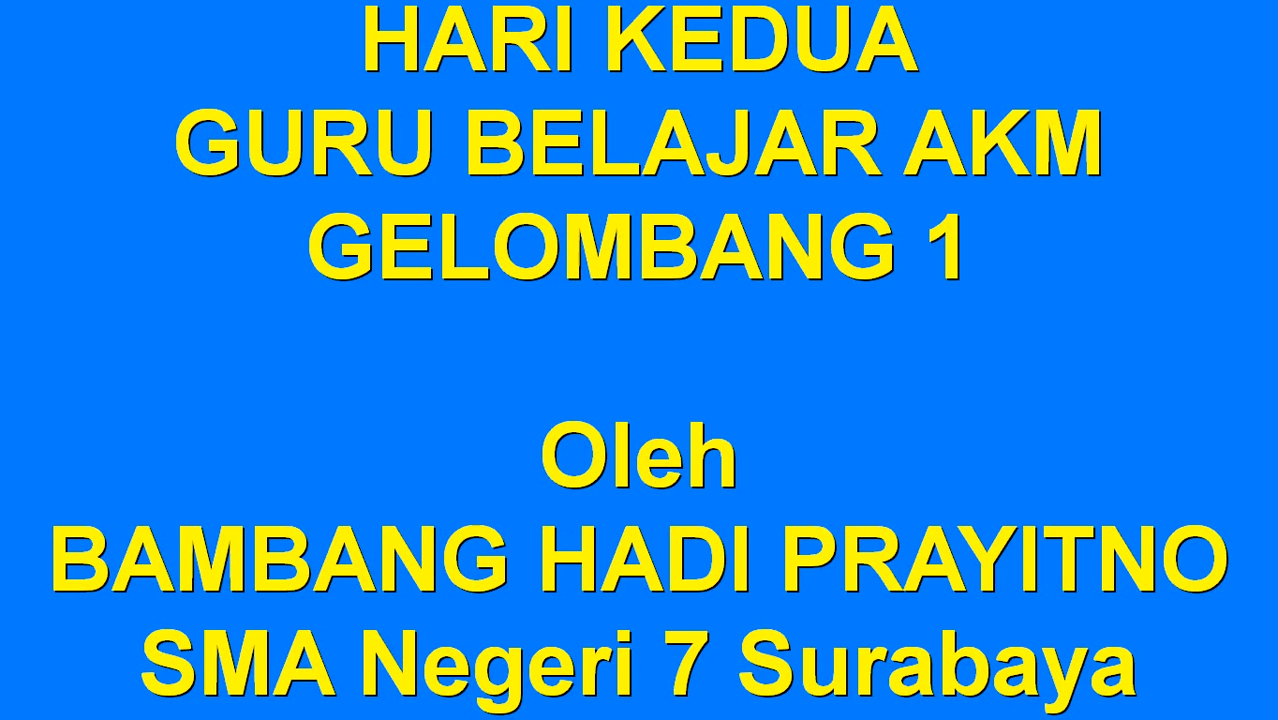 HARI KEDUA
GURU BELAJAR AKM
GELOMBANG 1
Oleh
BAMBANG HADI PRAYITNO
SMA Negeri 7 Surabaya